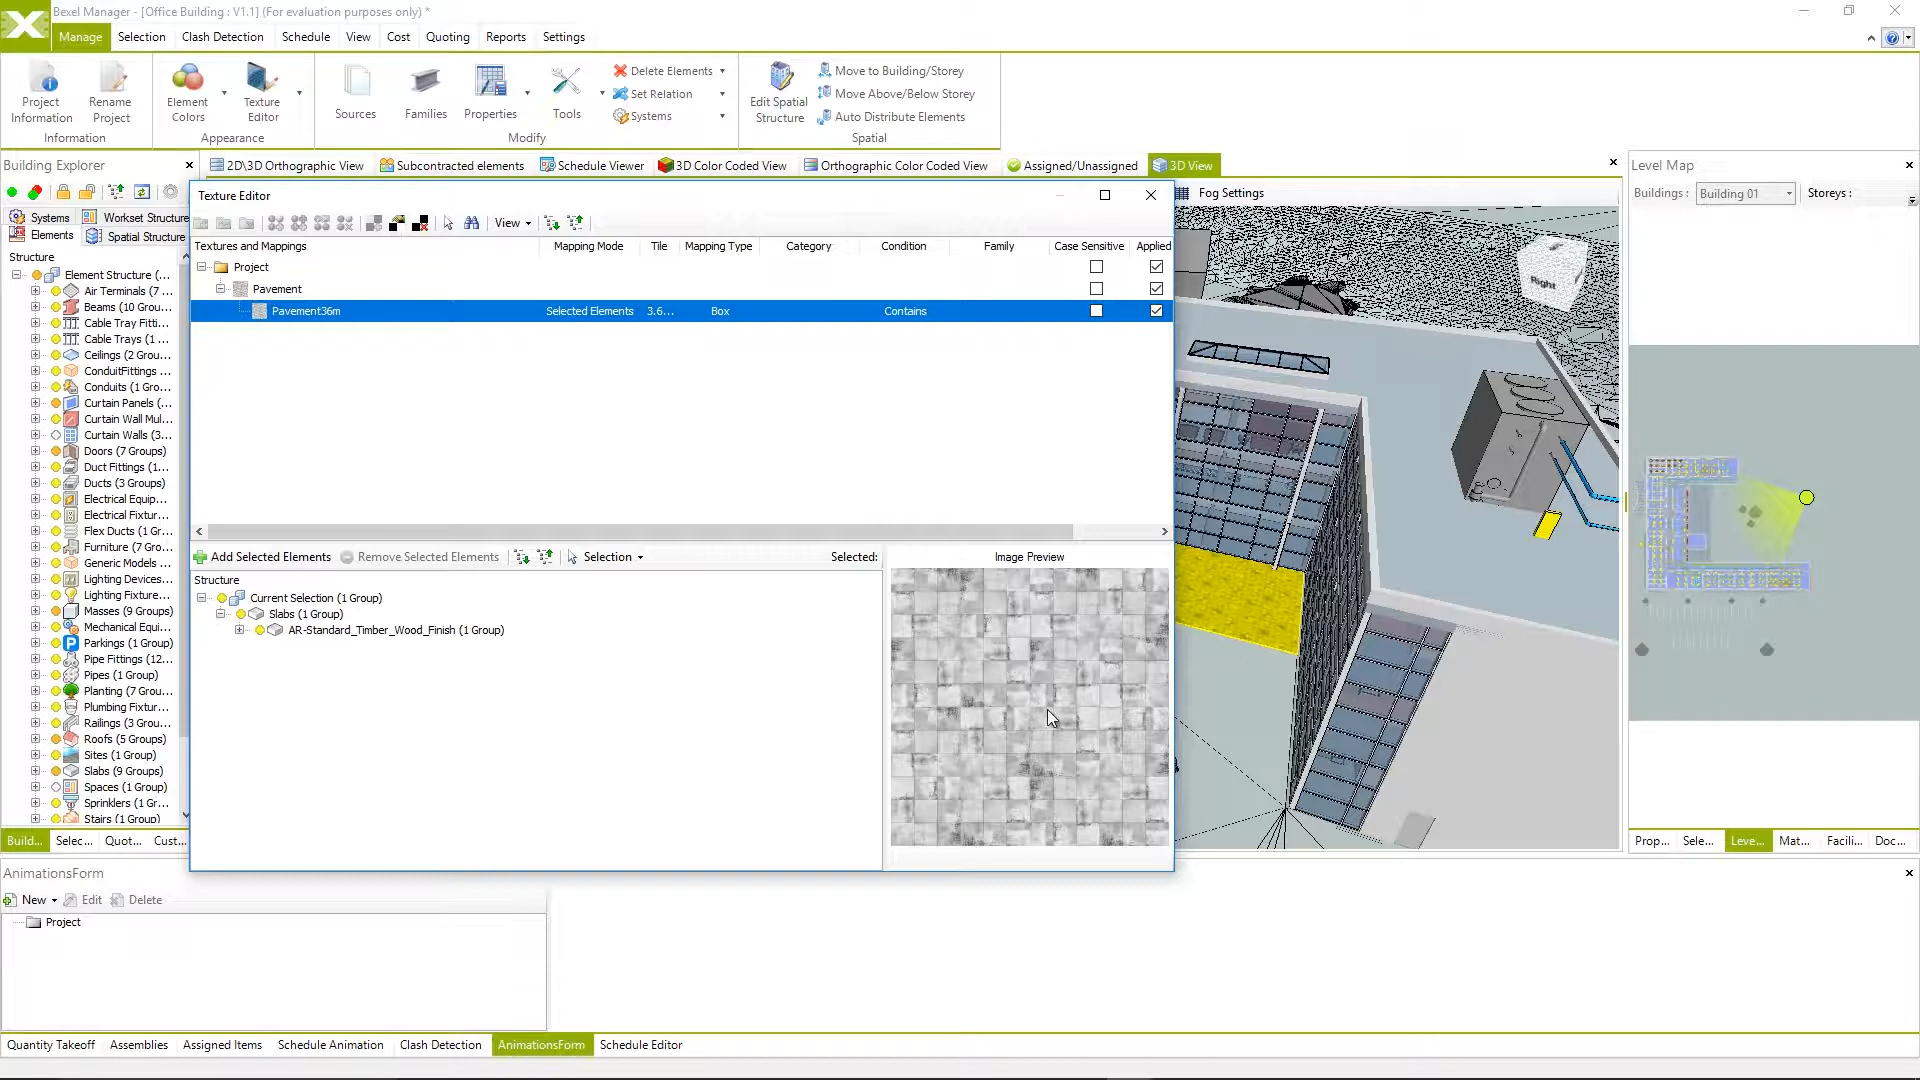 Bexel Manager - [Office Building : V1.1] (For evaluation purposes only) *
Manage Selection Clash Detection Schedule View Cost Quoting Reports Settings
Project Information
Rename Project
Information
Element Colors
Texture Editor
Appearance
Sources
Families
Properties
Tools
Delete Elements
Set Relation
Systems
Modify
Edit Spatial Structure
Move to Building/Storey
Move Above/Below Storey
Auto Distribute Elements
Spatial
Building Explorer
2D\3D Orthographic View Subcontracted elements Schedule Viewer 3D Color Coded View Orthographic Color Coded View Assigned/Unassigned 3D View
Level Map
Buildings : Building 01 Storeys :
Fog Settings
Right
Systems Workset Structure
Elements Spatial Structure
Structure
Element Structure (...
Air Terminals (7 ...
Beams (10 Grou...
Cable Tray Fitti...
Cable Trays (1 ...
Ceilings (2 Grou...
ConduitFittings ...
Conduits (1 Gro...
Curtain Panels (...
Curtain Wall Mul...
Curtain Walls (3...
Doors (7 Groups)
Duct Fittings (1...
Ducts (3 Groups)
Electrical Equip...
Electrical Fixtur...
Flex Ducts (1 Gr...
Furniture (7 Gro...
Generic Models ...
Lighting Devices...
Lighting Fixture...
Masses (9 Groups)
Mechanical Equi...
Parkings (1 Group)
Pipe Fittings (12...
Pipes (1 Group)
Planting (7 Grou...
Plumbing Fixtur...
Railings (3 Grou...
Roofs (5 Groups)
Sites (1 Group)
Slabs (9 Groups)
Spaces (1 Group)
Sprinklers (1 Gr...
Stairs (1 Group)
Build... Selec... Quot... Cust...
Texture Editor
View
Textures and Mappings Mapping Mode Tile Mapping Type Category Condition Family Case Sensitive Applied
Project
Pavement
Pavement36m Selected Elements 3.6... Box Contains
Add Selected Elements Remove Selected Elements Selection Selected:
Image Preview
Structure
Current Selection (1 Group)
Slabs (1 Group)
AR-Standard_Timber_Wood_Finish (1 Group)
Prop... Sele... Leve... Mat... Facili... Doc...
AnimationsForm
New Edit Delete
Project
Quantity Takeoff Assemblies Assigned Items Schedule Animation Clash Detection AnimationsForm Schedule Editor